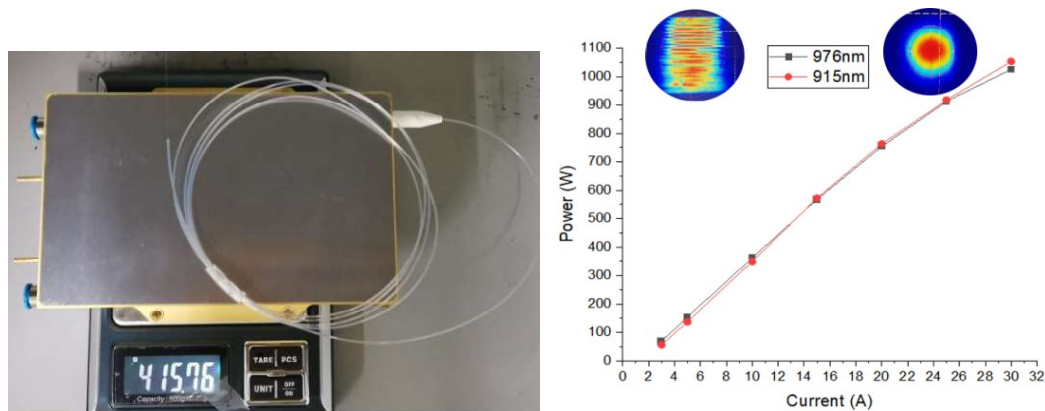 415.76
TARE
PCS
UNIT
OFF
ON
976nm
915nm
1100
1000
900
800
700
600
500
400
300
200
100
0
Power (W)
0 2 4 6 8 10 12 14 16 18 20 22 24 26 28 30 32
Current (A)